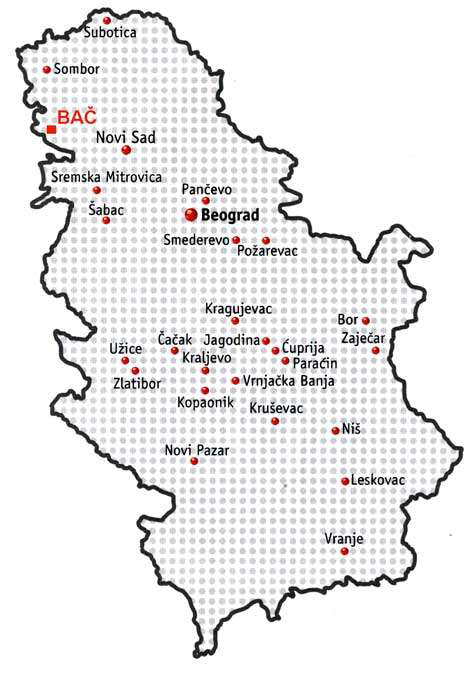 Subotica
Sombor
BAČ
Novi Sad
Sremska Mitrovica
Pančevo
Šabac
Beograd
Smederevo
Požarevac
Kragujevac
Bor
Čačak
Jagodina
Zaječar
Užice
Kraljevo
Ćuprija
Paraćin
Zlatibor
Vrnjačka Banja
Kopaonik
Kruševac
Niš
Novi Pazar
Leskovac
Vranje